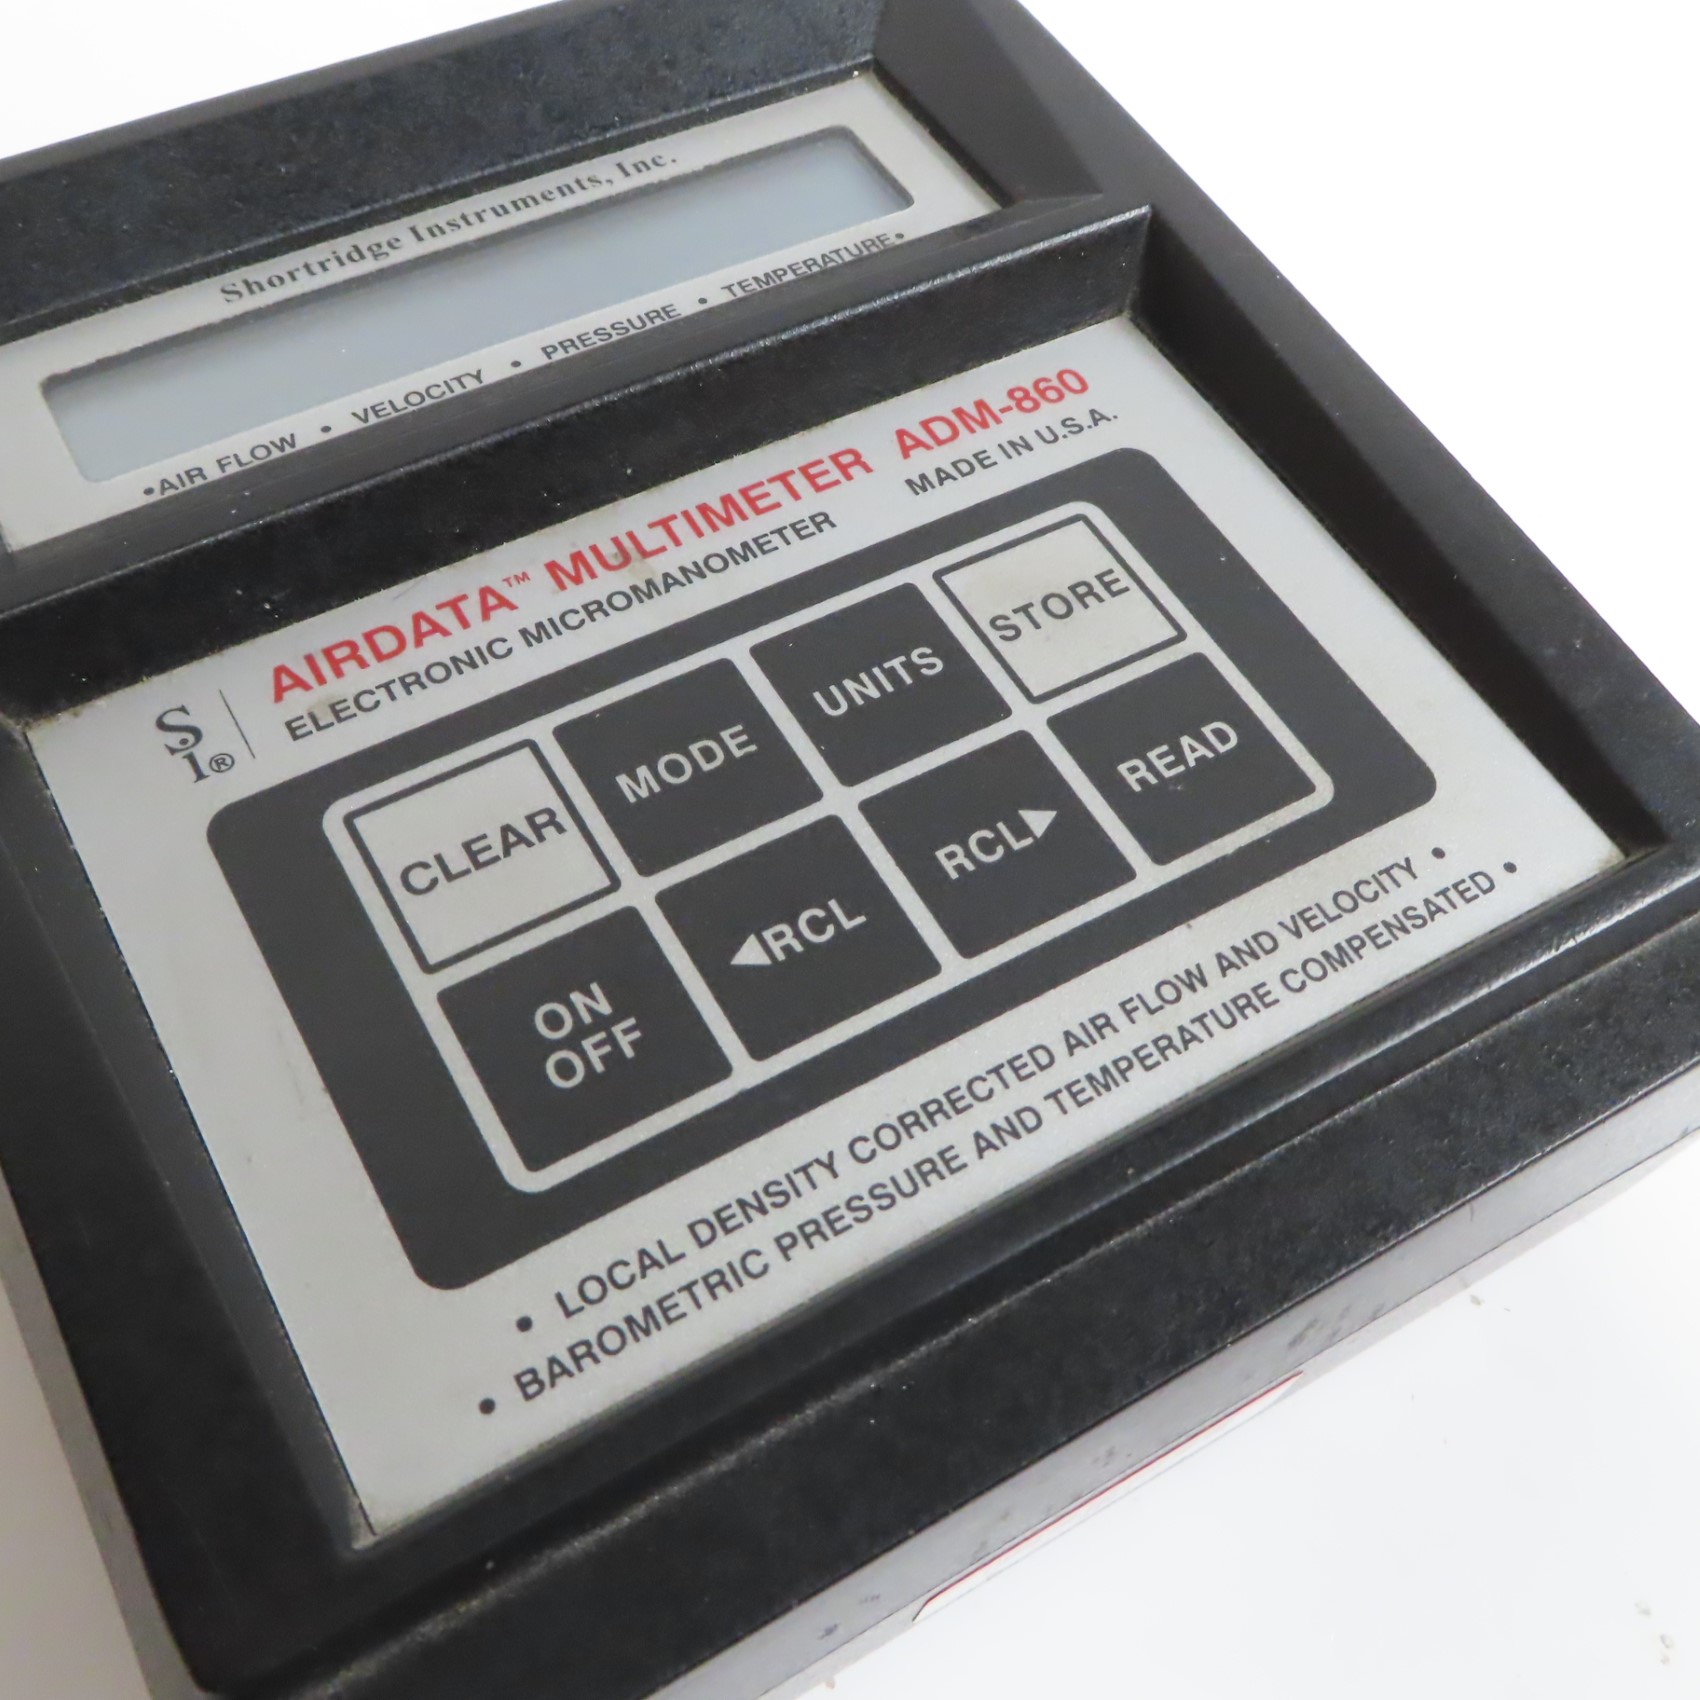 Shortridge Instruments, Inc.
•AIR FLOW • VELOCITY • PRESSURE • TEMPERATURE•
Si® AIRDATA™ MULTIMETER ADM-860
ELECTRONIC MICROMANOMETER MADE IN U.S.A.
CLEAR MODE UNITS STORE
ON OFF ◀RCL RCL▶ READ
• LOCAL DENSITY CORRECTED AIR FLOW AND VELOCITY •
• BAROMETRIC PRESSURE AND TEMPERATURE COMPENSATED •